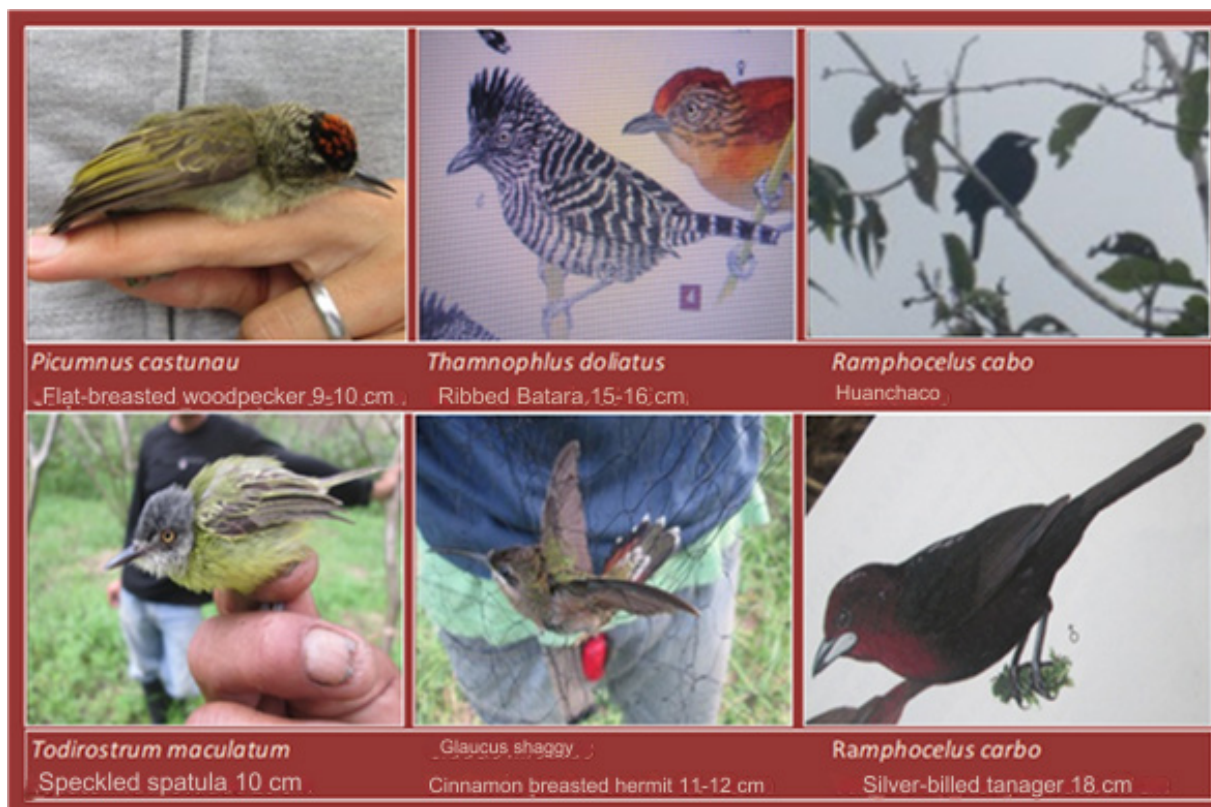 Picumnus castunau
Flat-breasted woodpecker 9-10 cm
Thamnophlus doliatus
Ribbed Batara 15-16 cm
Ramphocelus cabo
Huanchaco
4
Todirostrum maculatum
Speckled spatula 10 cm
Glaucus shaggy
Cinnamon breasted hermit 11-12 cm
Ramphocelus carbo
Silver-billed tanager 18 cm